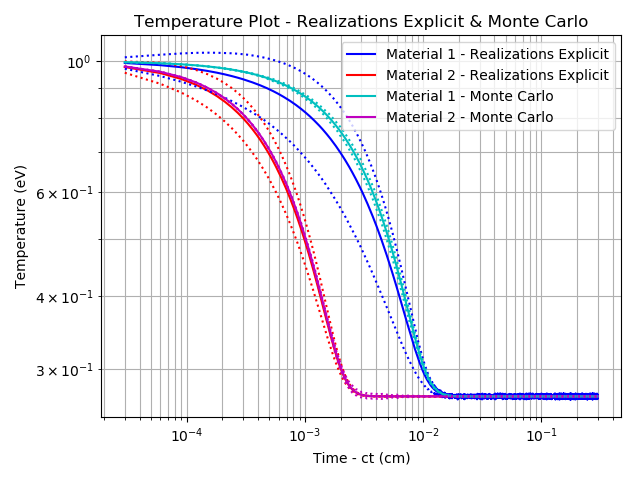 Temperature Plot - Realizations Explicit & Monte Carlo
Material 1 - Realizations Explicit
Material 2 - Realizations Explicit
Material 1 - Monte Carlo
Material 2 - Monte Carlo
Temperature (eV)
10⁰
6 × 10⁻¹
4 × 10⁻¹
3 × 10⁻¹
10⁻⁴ 10⁻³ 10⁻² 10⁻¹
Time - ct (cm)